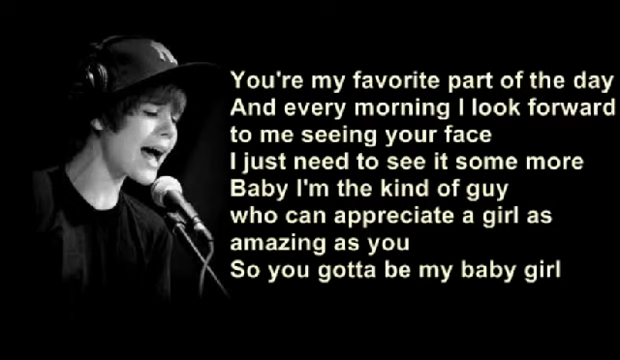 You're my favorite part of the day
And every morning I look forward
to me seeing your face
I just need to see it some more
Baby I'm the kind of guy
who can appreciate a girl as
amazing as you
So you gotta be my baby girl